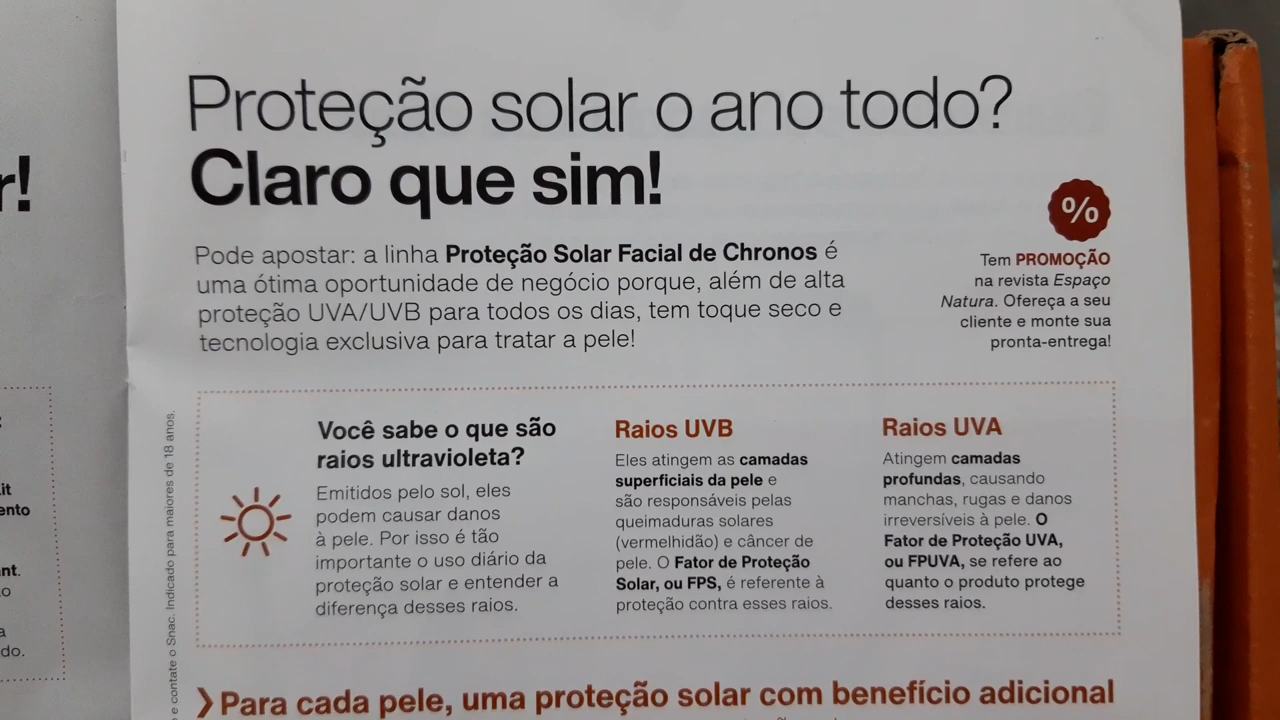 Proteção solar o ano todo?
Claro que sim!
Pode apostar: a linha Proteção Solar Facial de Chronos é
uma ótima oportunidade de negócio porque, além de alta
proteção UVA/UVB para todos os dias, tem toque seco e
tecnologia exclusiva para tratar a pele!
%
Tem PROMOÇÃO
na revista Espaço
Natura. Ofereça a seu
cliente e monte sua
pronta-entrega!
Você sabe o que são
raios ultravioleta?
Emitidos pelo sol, eles
podem causar danos
à pele. Por isso é tão
importante o uso diário da
proteção solar e entender a
diferença desses raios.
Raios UVB
Eles atingem as camadas
superficiais da pele e
são responsáveis pelas
queimaduras solares
(vermelhidão) e câncer de
pele. O Fator de Proteção
Solar, ou FPS, é referente à
proteção contra esses raios.
Raios UVA
Atingem camadas
profundas, causando
manchas, rugas e danos
irreversíveis à pele. O
Fator de Proteção UVA,
ou FPUVA, se refere ao
quanto o produto protege
desses raios.
❯Para cada pele, uma proteção solar com benefício adicional
e contate o Snac. Indicado para maiores de 18 anos.